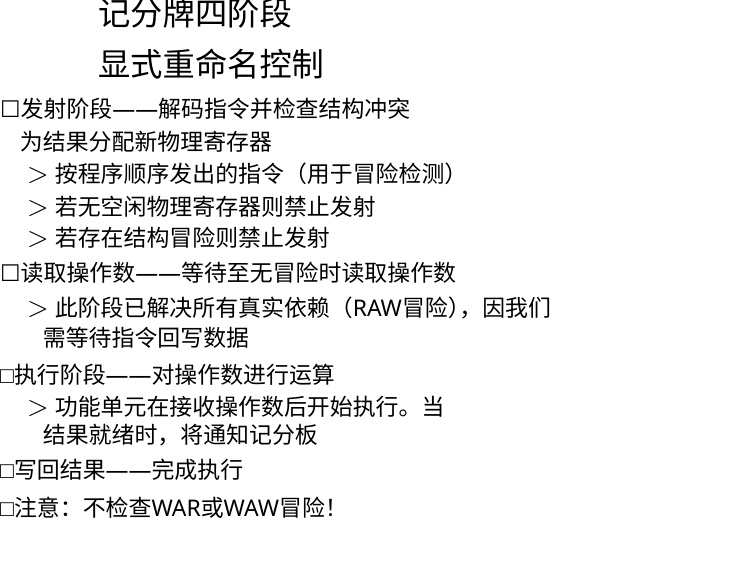 记分牌四阶段
显式重命名控制
□发射阶段——解码指令并检查结构冲突
为结果分配新物理寄存器
＞ 按程序顺序发出的指令（用于冒险检测）
＞ 若无空闲物理寄存器则禁止发射
＞ 若存在结构冒险则禁止发射
□读取操作数——等待至无冒险时读取操作数
＞ 此阶段已解决所有真实依赖（RAW冒险），因我们
需等待指令回写数据
□执行阶段——对操作数进行运算
＞ 功能单元在接收操作数后开始执行。当
结果就绪时，将通知记分板
□写回结果——完成执行
□注意：不检查WAR或WAW冒险！